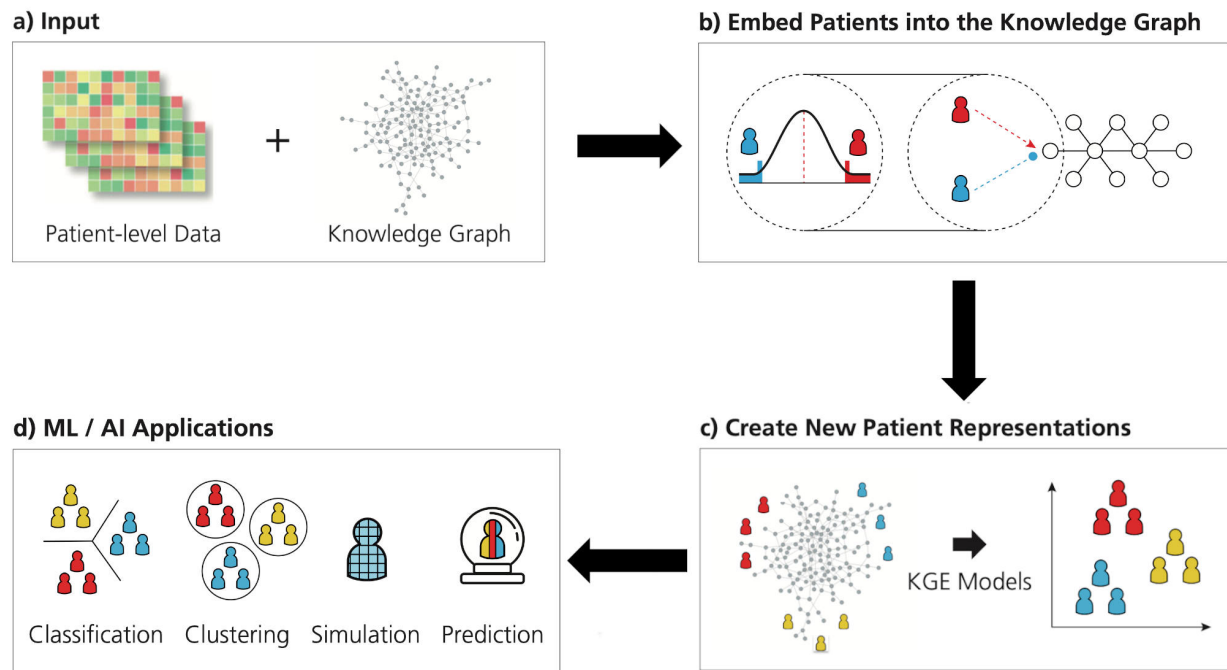 a) Input
+
Patient-level Data
Knowledge Graph
b) Embed Patients into the Knowledge Graph
c) Create New Patient Representations
KGE Models
d) ML / AI Applications
Classification
Clustering
Simulation
Prediction